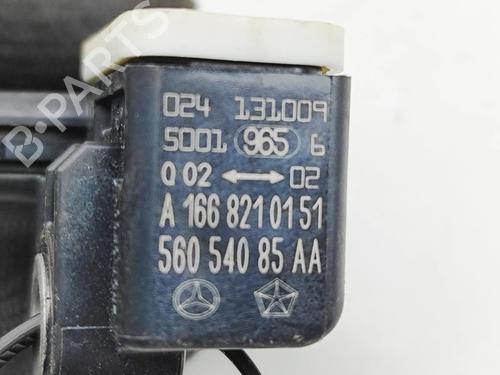 B-PARTS
024 131009
5001 965 6
Q 02 ↔ 02
A 166 821 01 51
560 540 85 AA